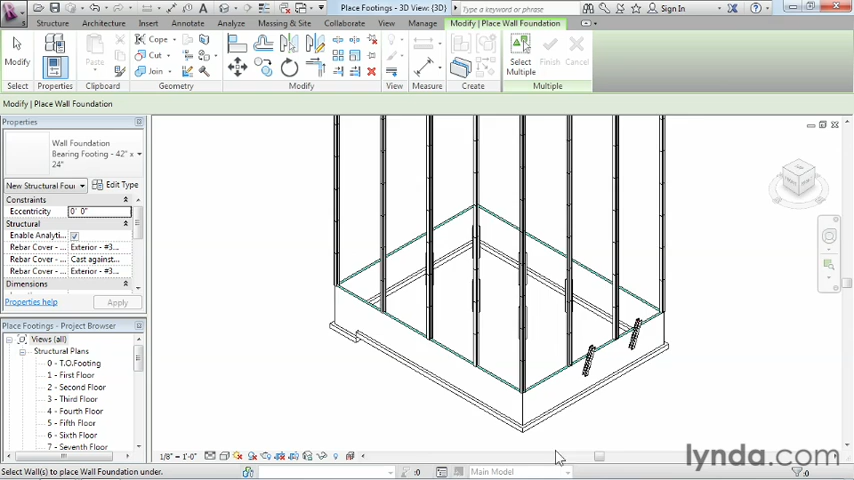 Place Footings - 3D View: {3D}
Type a keyword or phrase
Sign In
Structure Architecture Insert Annotate Analyze Massing & Site Collaborate View Manage Modify | Place Wall Foundation
Modify
Properties
Paste
Cope
Cut
Join
Select
Multiple
Finish
Cancel
Select Properties Clipboard Geometry Modify View Measure Create Multiple
Modify | Place Wall Foundation
Properties
Wall Foundation
Bearing Footing - 42" x
24"
New Structural Four
Edit Type
Constraints
Eccentricity 0' 0"
Structural
Enable Analyti...
Rebar Cover - ... Exterior - #3...
Rebar Cover - ... Cast against...
Rebar Cover - ... Exterior - #3...
Dimensions
Properties help
Apply
Place Footings - Project Browser
Views (all)
Structural Plans
0 - T.O.Footing
1 - First Floor
2 - Second Floor
3 - Third Floor
4 - Fourth Floor
5 - Fifth Floor
6 - Sixth Floor
7 - Seventh Floor
1/8" = 1'-0"
lynda.com
Select Wall(s) to place Wall Foundation under.
:0
Main Model
:0